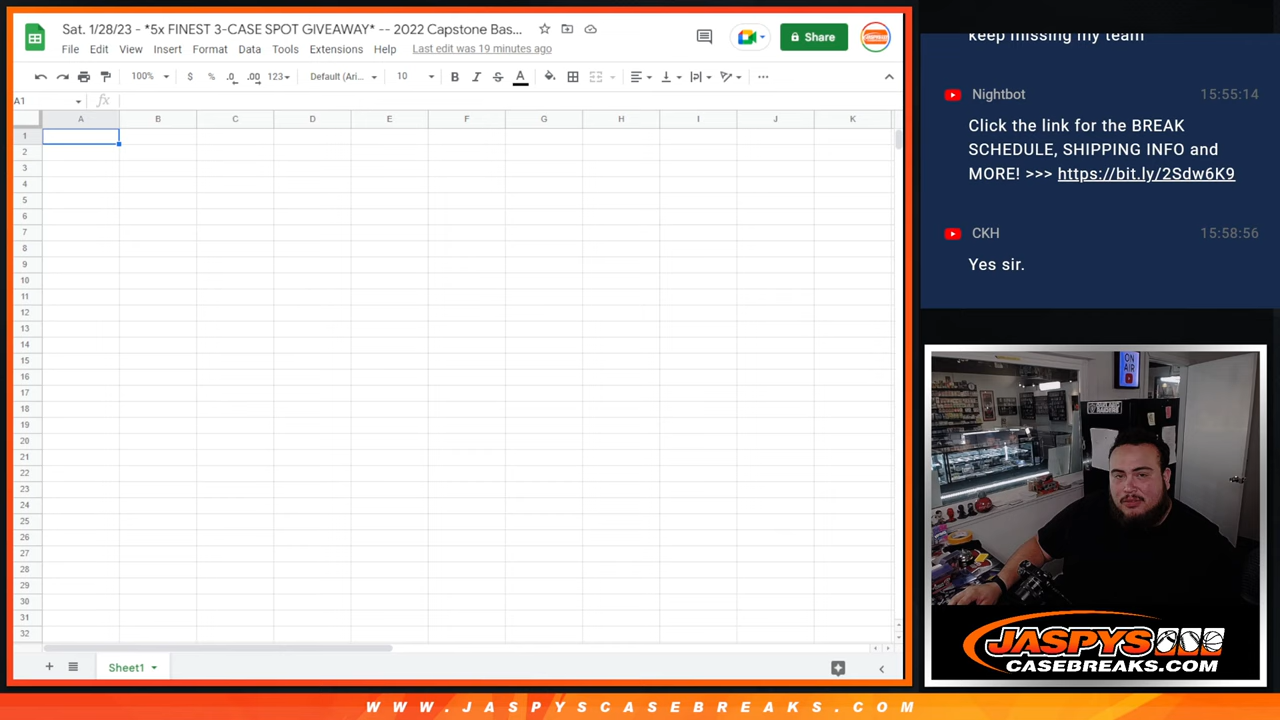 Sat. 1/28/23 - *5x FINEST 3-CASE SPOT GIVEAWAY* -- 2022 Capstone Bas...
Share
File Edit View Insert Format Data Tools Extensions Help Last edit was 19 minutes ago
100% $ % .0 .00 123 Default (Ari... 10 B I S A
A1 fx
A B C D E F G H I J K
1
2
3
4
5
6
7
8
9
10
11
12
13
14
15
16
17
18
19
20
21
22
23
24
25
26
27
28
29
30
31
32
Sheet1
keep missing my team
Nightbot 15:55:14
Click the link for the BREAK
SCHEDULE, SHIPPING INFO and
MORE! >>> https://bit.ly/2Sdw6K9
CKH 15:58:56
Yes sir.
ON
AIR
JASPYS
CASEBREAKS.COM
WWW.JASPYSCASEBREAKS.COM